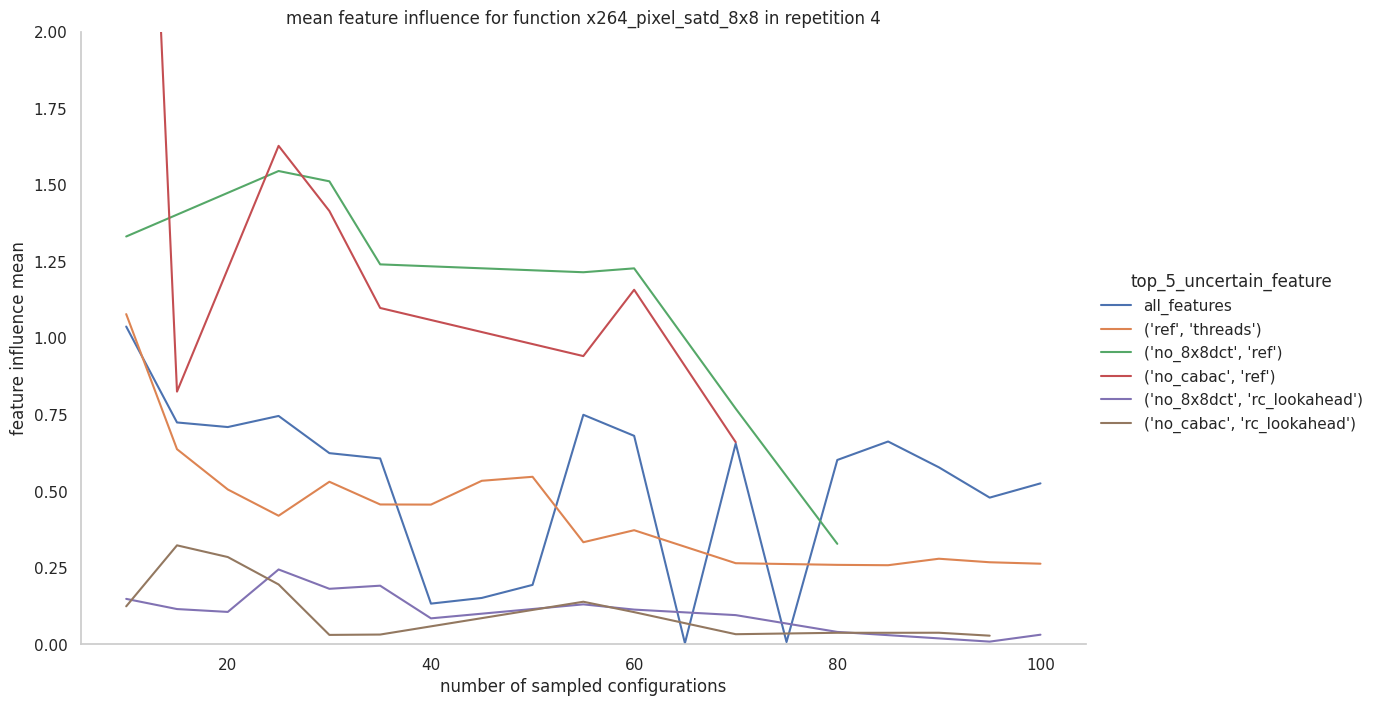 mean feature influence for function x264_pixel_satd_8x8 in repetition 4
2.00
1.75
1.50
1.25
1.00
0.75
0.50
0.25
0.00
feature influence mean
20
40
60
80
100
number of sampled configurations
top_5_uncertain_feature
all_features
('ref', 'threads')
('no_8x8dct', 'ref')
('no_cabac', 'ref')
('no_8x8dct', 'rc_lookahead')
('no_cabac', 'rc_lookahead')